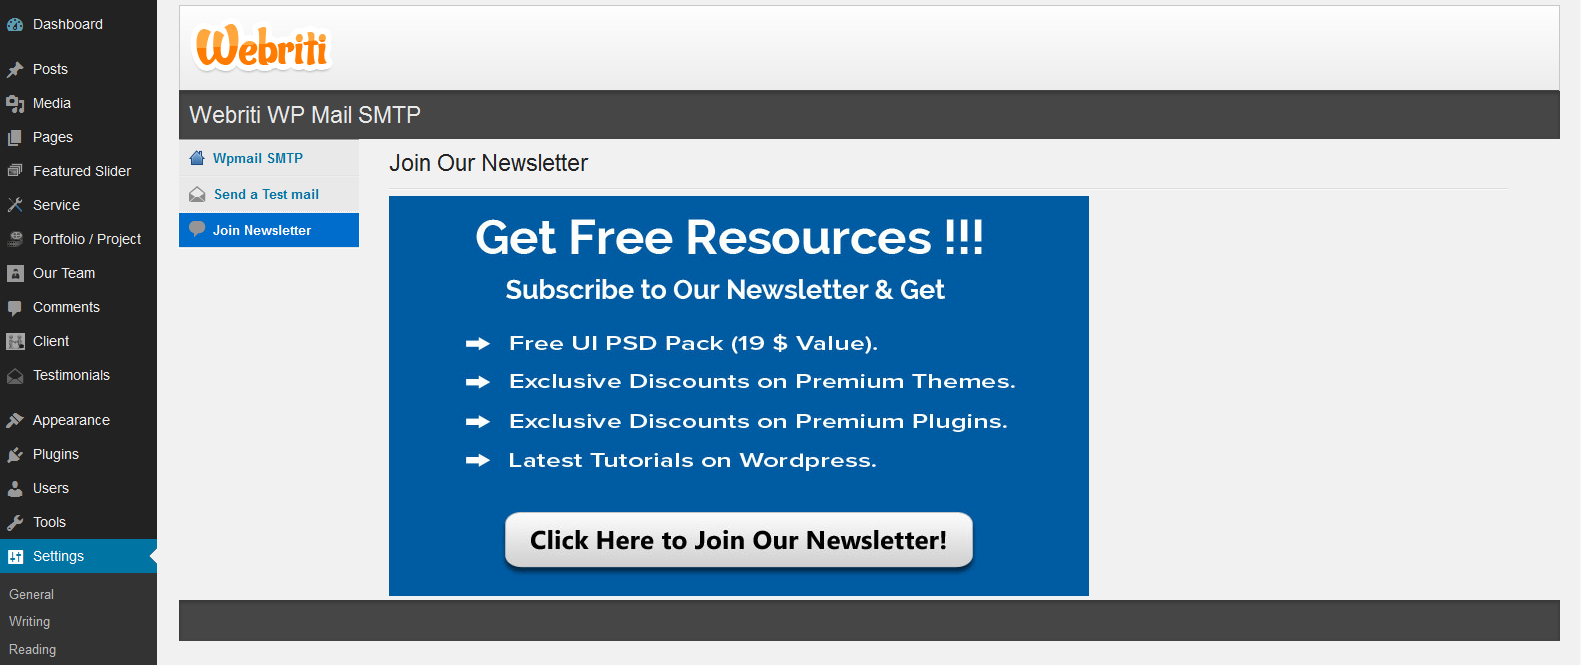 Dashboard
Posts
Media
Pages
Featured Slider
Service
Portfolio / Project
Our Team
Comments
Client
Testimonials
Appearance
Plugins
Users
Tools
Settings
General
Writing
Reading
Webriti
Webriti WP Mail SMTP
Wpmail SMTP
Send a Test mail
Join Newsletter
Join Our Newsletter
Get Free Resources !!!
Subscribe to Our Newsletter & Get
Free UI PSD Pack (19 $ Value).
Exclusive Discounts on Premium Themes.
Exclusive Discounts on Premium Plugins.
Latest Tutorials on Wordpress.
Click Here to Join Our Newsletter!